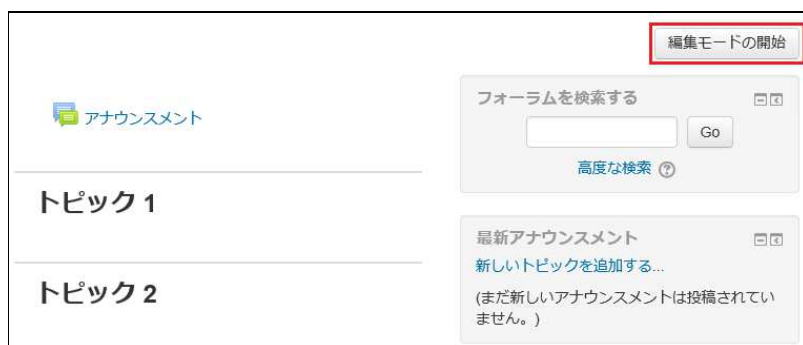 編集モードの開始
アナウンスメント
トピック 1
トピック 2
フォーラムを検索する
Go
高度な検索
最新アナウンスメント
新しいトピックを追加する...
(まだ新しいアナウンスメントは投稿されてい
ません。)